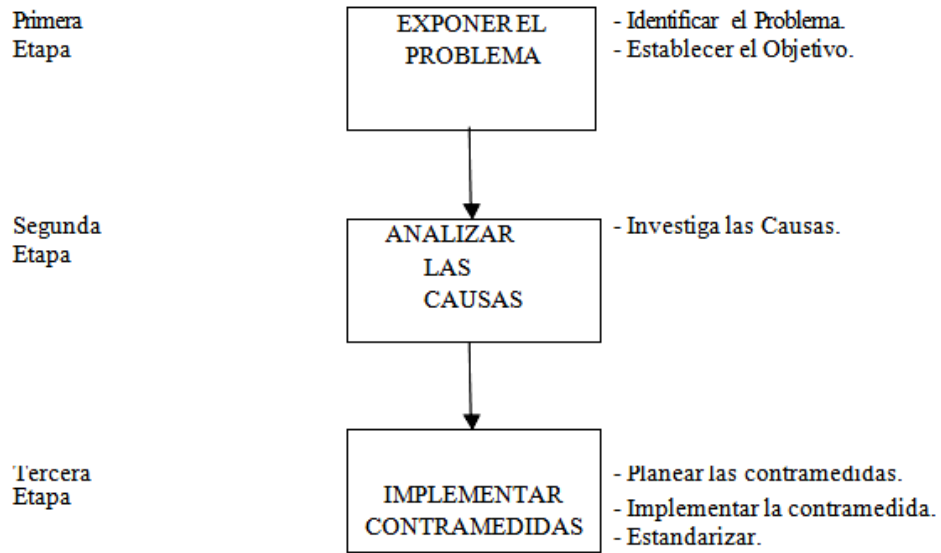 Primera
Etapa
EXPONER EL
PROBLEMA
- Identificar el Problema.
- Establecer el Objetivo.
Segunda
Etapa
ANALIZAR
LAS
CAUSAS
- Investiga las Causas.
Tercera
Etapa
IMPLEMENTAR
CONTRAMEDIDAS
- Planear las contramedidas.
- Implementar la contramedida.
- Estandarizar.